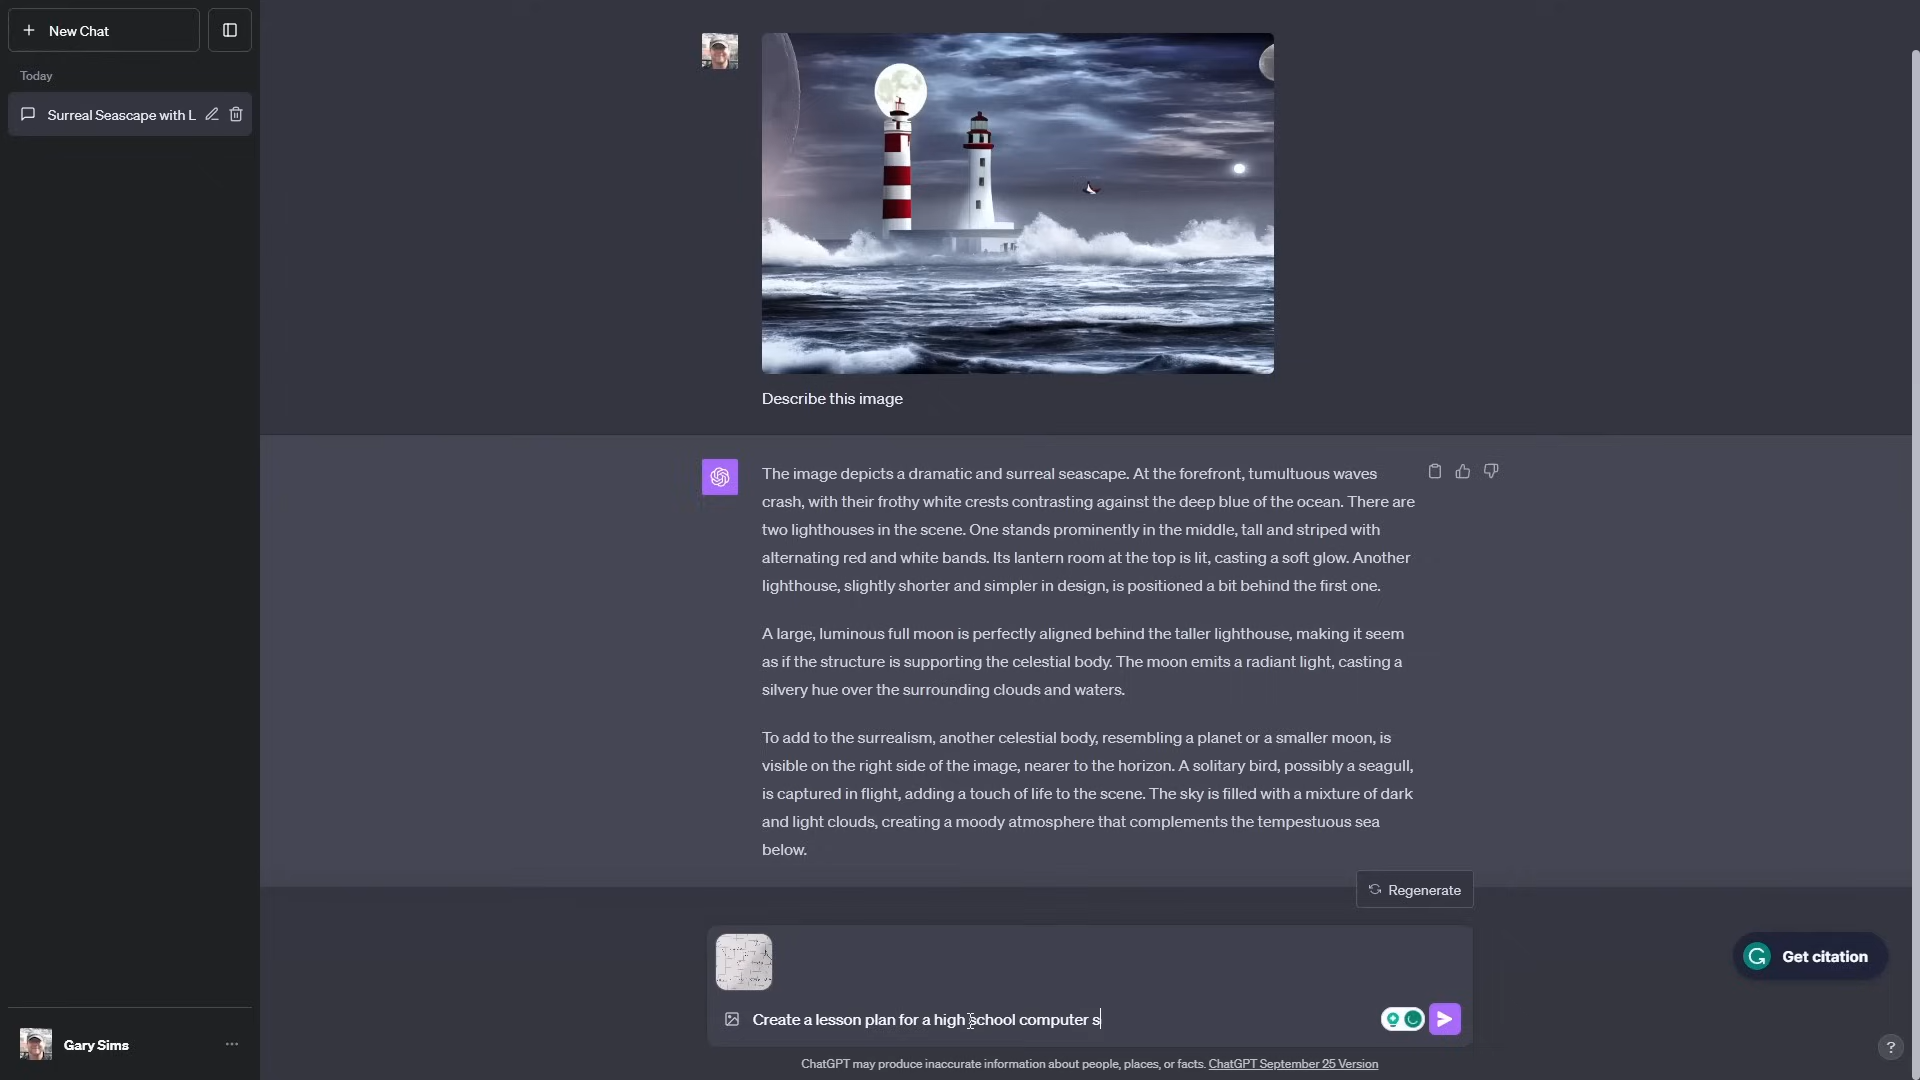 New Chat
Today
Surreal Seascape with L
Describe this image
The image depicts a dramatic and surreal seascape. At the forefront, tumultuous waves
crash, with their frothy white crests contrasting against the deep blue of the ocean. There are
two lighthouses in the scene. One stands prominently in the middle, tall and striped with
alternating red and white bands. Its lantern room at the top is lit, casting a soft glow. Another
lighthouse, slightly shorter and simpler in design, is positioned a bit behind the first one.
A large, luminous full moon is perfectly aligned behind the taller lighthouse, making it seem
as if the structure is supporting the celestial body. The moon emits a radiant light, casting a
silvery hue over the surrounding clouds and waters.
To add to the surrealism, another celestial body, resembling a planet or a smaller moon, is
visible on the right side of the image, nearer to the horizon. A solitary bird, possibly a seagull,
is captured in flight, adding a touch of life to the scene. The sky is filled with a mixture of dark
and light clouds, creating a moody atmosphere that complements the tempestuous sea
below.
Regenerate
Get citation
Create a lesson plan for a high school computer s
Gary Sims
ChatGPT may produce inaccurate information about people, places, or facts. ChatGPT September 25 Version
?